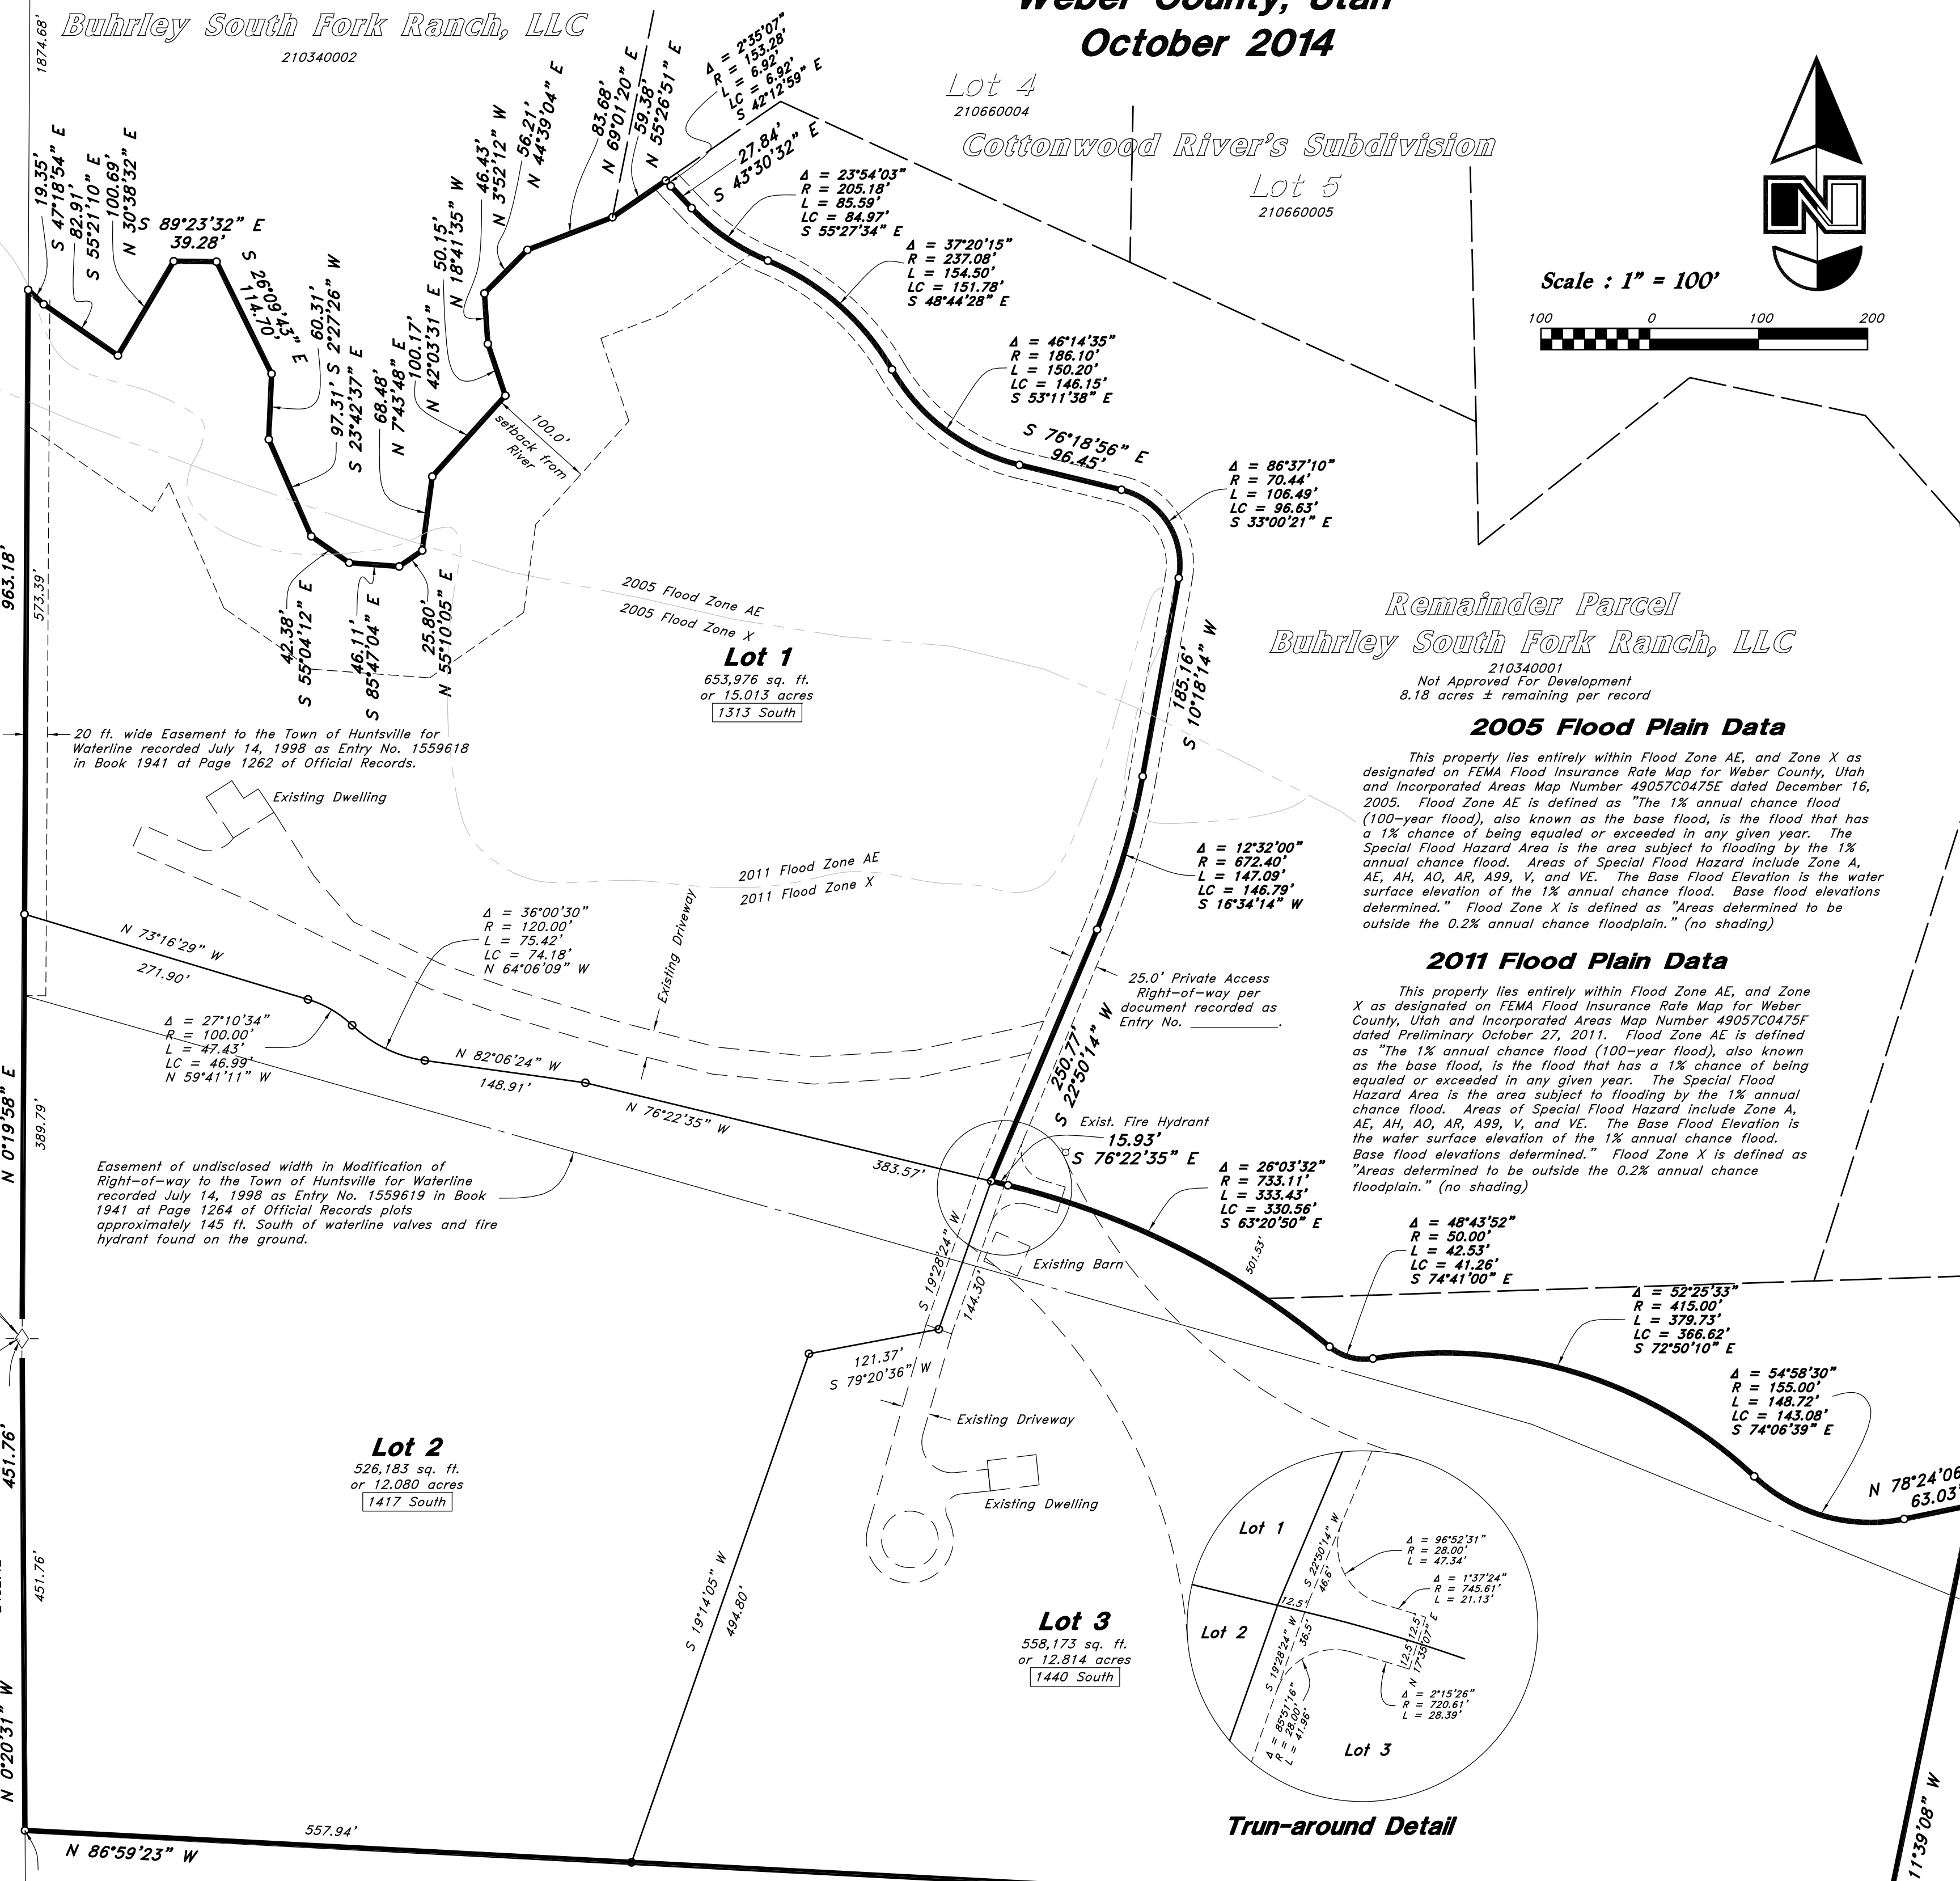 Weber County, Utah
October 2014
Buhrley South Fork Ranch, LLC
210340002
1874.68'
Lot 4
210660004
Cottonwood River's Subdivision
Lot 5
210660005
N
Scale : 1" = 100'
100 0 100 200
19.35'
S 47°18'54" E
82.91'
S 55°21'10" E
100.69'
N 30°38'32" E
S 89°23'32" E
39.28'
S 26°09'43" E
114.70'
60.31'
S 2°27'26" W
97.31'
S 23°42'37" E
42.38'
S 55°04'12" E
46.11'
S 85°47'04" E
25.80'
N 55°10'05" E
68.48'
N 7°43'48" E
100.17'
N 42°03'31" E
50.15'
N 18°41'35" W
46.43'
N 3°52'12" W
56.21'
N 44°39'04" E
83.68'
N 69°01'20" E
59.38'
N 55°26'51" E
Δ = 2°35'07"
R = 153.28'
L = 6.92'
LC = 6.92'
S 42°12'59" E
27.84'
S 43°30'32" E
Δ = 23°54'03"
R = 205.18'
L = 85.59'
LC = 84.97'
S 55°27'34" E
Δ = 37°20'15"
R = 237.08'
L = 154.50'
LC = 151.78'
S 48°44'28" E
Δ = 46°14'35"
R = 186.10'
L = 150.20'
LC = 146.15'
S 53°11'38" E
S 76°18'56" E
96.45'
Δ = 86°37'10"
R = 70.44'
L = 106.49'
LC = 96.63'
S 33°00'21" E
100.0'
setback from
River
963.18'
573.39'
2005 Flood Zone AE
2005 Flood Zone X
Lot 1
653,976 sq. ft.
or 15.013 acres
1313 South
185.16'
S 10°18'14" W
Remainder Parcel
Buhrley South Fork Ranch, LLC
210340001
Not Approved For Development
8.18 acres ± remaining per record
2005 Flood Plain Data
This property lies entirely within Flood Zone AE, and Zone X as
designated on FEMA Flood Insurance Rate Map for Weber County, Utah
and Incorporated Areas Map Number 49057C0475E dated December 16,
2005. Flood Zone AE is defined as "The 1% annual chance flood
(100-year flood), also known as the base flood, is the flood that has
a 1% chance of being equaled or exceeded in any given year. The
Special Flood Hazard Area is the area subject to flooding by the 1%
annual chance flood. Areas of Special Flood Hazard include Zone A,
AE, AH, AO, AR, A99, V, and VE. The Base Flood Elevation is the water
surface elevation of the 1% annual chance flood. Base flood elevations
determined." Flood Zone X is defined as "Areas determined to be
outside the 0.2% annual chance floodplain." (no shading)
2011 Flood Plain Data
This property lies entirely within Flood Zone AE, and Zone
X as designated on FEMA Flood Insurance Rate Map for Weber
County, Utah and Incorporated Areas Map Number 49057C0475F
dated Preliminary October 27, 2011. Flood Zone AE is defined
as "The 1% annual chance flood (100-year flood), also known
as the base flood, is the flood that has a 1% chance of being
equaled or exceeded in any given year. The Special Flood
Hazard Area is the area subject to flooding by the 1% annual
chance flood. Areas of Special Flood Hazard include Zone A,
AE, AH, AO, AR, A99, V, and VE. The Base Flood Elevation is
the water surface elevation of the 1% annual chance flood.
Base flood elevations determined." Flood Zone X is defined as
"Areas determined to be outside the 0.2% annual chance
floodplain." (no shading)
20 ft. wide Easement to the Town of Huntsville for
Waterline recorded July 14, 1998 as Entry No. 1559618
in Book 1941 at Page 1262 of Official Records.
Existing Dwelling
2011 Flood Zone AE
2011 Flood Zone X
Existing Driveway
Δ = 12°32'00"
R = 672.40'
L = 147.09'
LC = 146.79'
S 16°34'14" W
Δ = 36°00'30"
R = 120.00'
L = 75.42'
LC = 74.18'
N 64°06'09" W
N 73°16'29" W
271.90'
Δ = 27°10'34"
R = 100.00'
L = 47.43'
LC = 46.99'
N 59°41'11" W
N 82°06'24" W
148.91'
N 76°22'35" W
383.57'
25.0' Private Access
Right-of-way per
document recorded as
Entry No. ____________.
250.77'
S 22°50'14" W
Exist. Fire Hydrant
15.93'
S 76°22'35" E
Δ = 26°03'32"
R = 733.11'
L = 333.43'
LC = 330.56'
S 63°20'50" E
501.53'
Δ = 48°43'52"
R = 50.00'
L = 42.53'
LC = 41.26'
S 74°41'00" E
Δ = 52°25'33"
R = 415.00'
L = 379.73'
LC = 366.62'
S 72°50'10" E
Δ = 54°58'30"
R = 155.00'
L = 148.72'
LC = 143.08'
S 74°06'39" E
N 78°24'06
63.03'
N 0°19'58" E
389.79'
Easement of undisclosed width in Modification of
Right-of-way to the Town of Huntsville for Waterline
recorded July 14, 1998 as Entry No. 1559619 in Book
1941 at Page 1264 of Official Records plots
approximately 145 ft. South of waterline valves and fire
hydrant found on the ground.
S 19°28'24" W
144.30'
Existing Barn
121.37'
S 79°20'36" W
Existing Driveway
Existing Dwelling
451.76'
451.76'
N 0°20'31" W
Lot 2
526,183 sq. ft.
or 12.080 acres
1417 South
S 19°14'05" W
494.80'
Lot 3
558,173 sq. ft.
or 12.814 acres
1440 South
Lot 1
Lot 2
Lot 3
S 22°50'14" W
46.6'
12.5'
S 19°28'24" W
36.5'
Δ = 96°52'31"
R = 28.00'
L = 47.34'
Δ = 1°37'24"
R = 745.61'
L = 21.13'
12.5' 12.5'
N 17°35'07" E
Δ = 2°15'26"
R = 720.61'
L = 28.39'
Δ = 85°51'16"
R = 28.00'
L = 41.96'
Trun-around Detail
557.94'
N 86°59'23" W
11°39'08" W